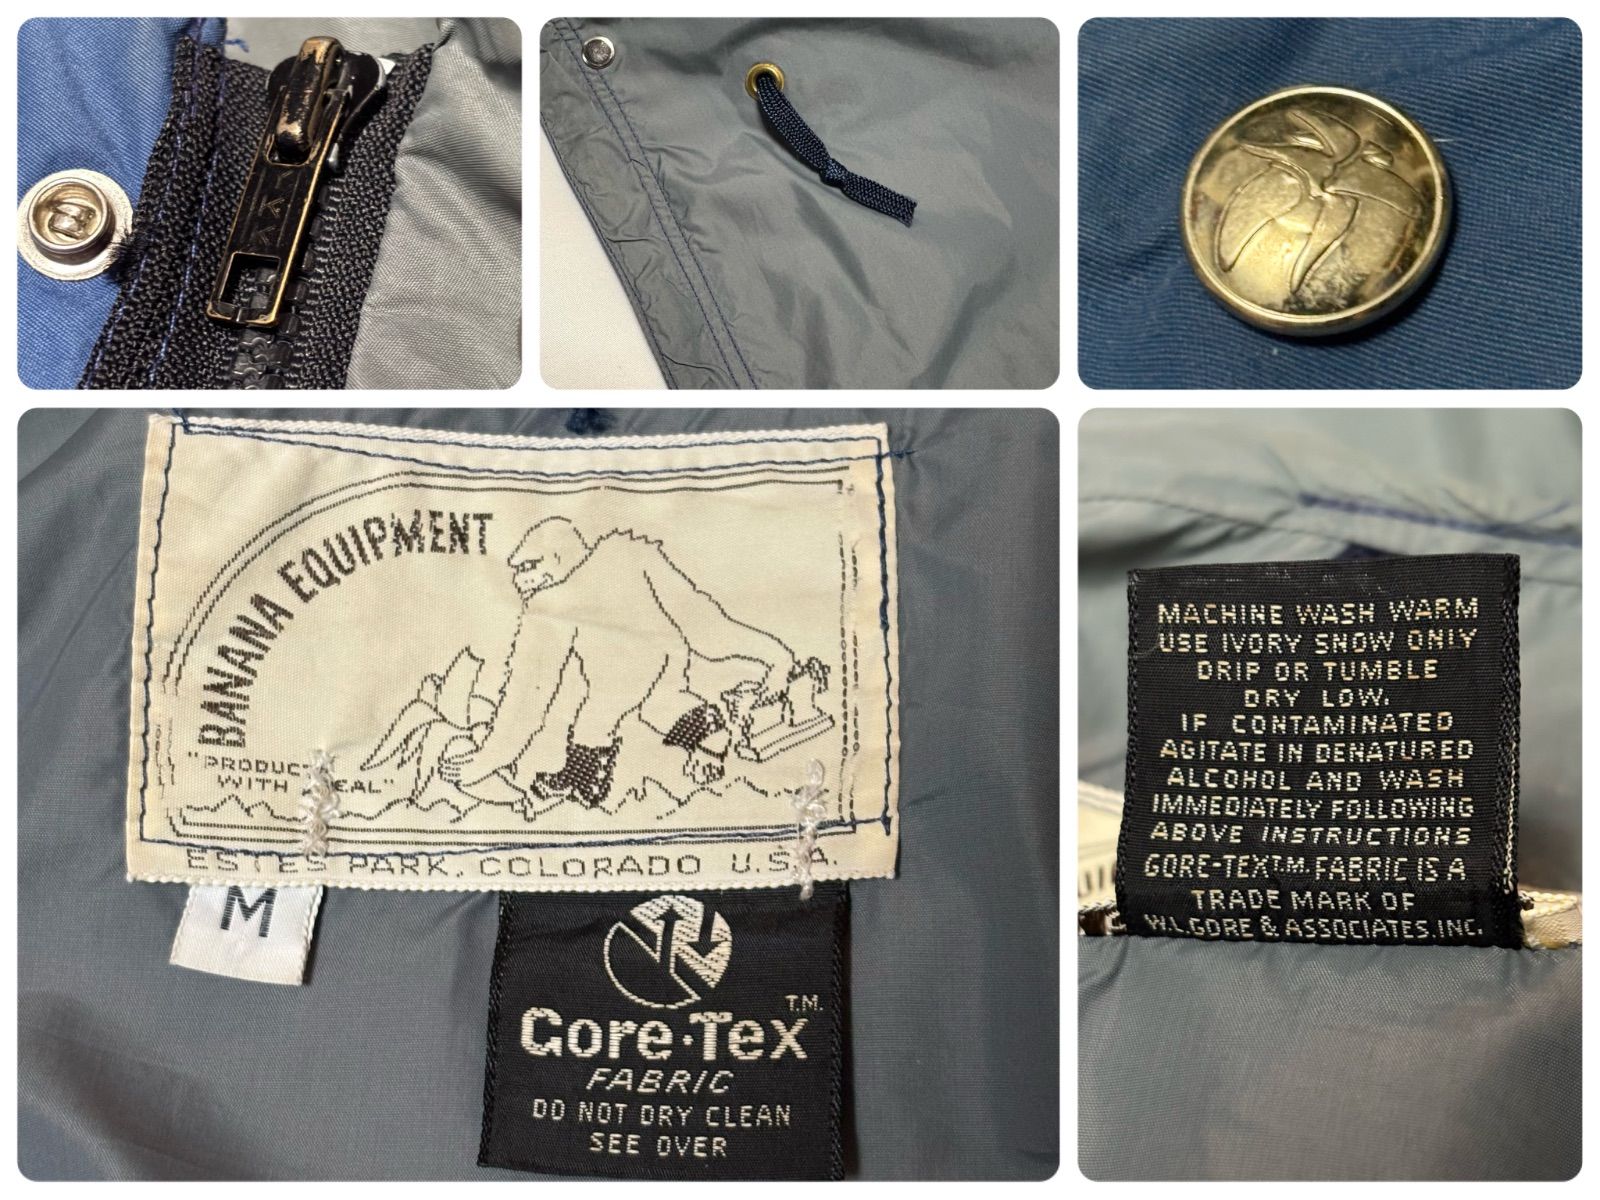 YKK
BANANA EQUIPMENT
"PRODUCT
WITH
EAL"
ESTES PARK, COLORADO U.S.A.
M
Gore-Tex T.M.
FABRIC
DO NOT DRY CLEAN
SEE OVER
MACHINE WASH WARM
USE IVORY SNOW ONLY
DRIP OR TUMBLE
DRY LOW.
IF CONTAMINATED
AGITATE IN DENATURED
ALCOHOL AND WASH
IMMEDIATELY FOLLOWING
ABOVE INSTRUCTIONS
GORE-TEX T.M. FABRIC IS A
TRADE MARK OF
W.L.GORE & ASSOCIATES, INC.